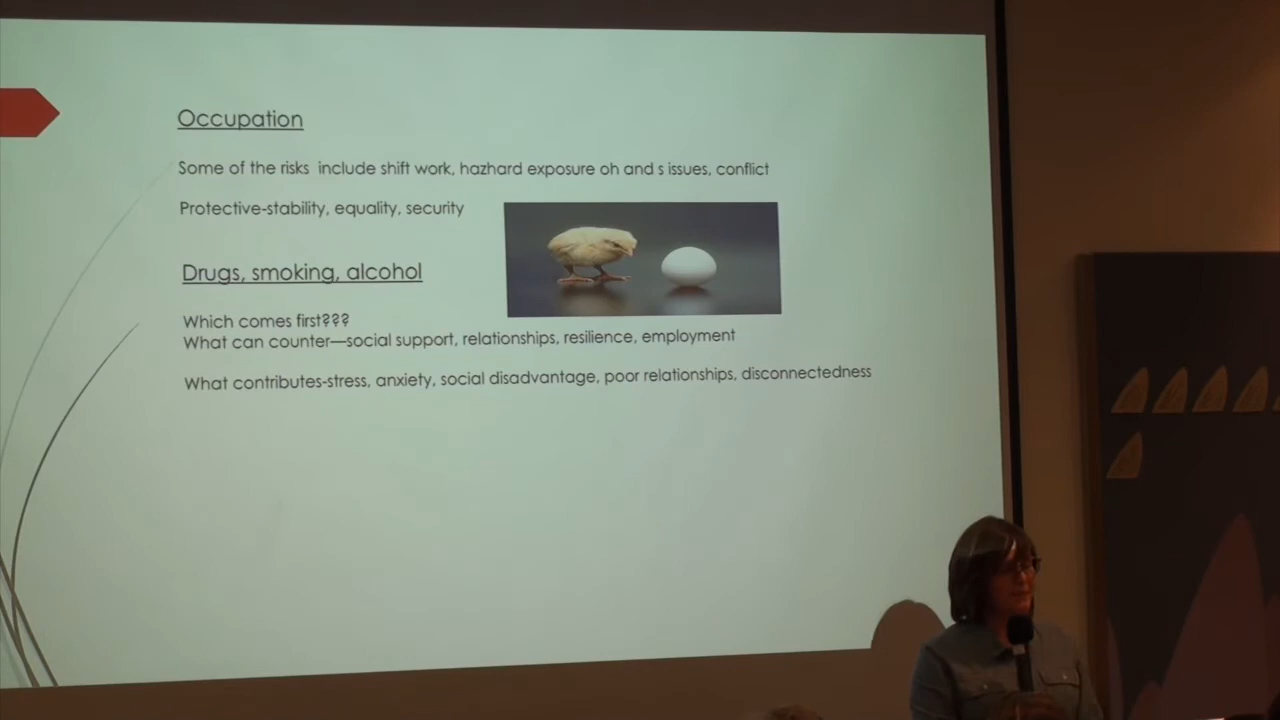 Occupation
Some of the risks  include shift work, hazhard exposure oh and s issues, conflict
Protective-stability, equality, security
Drugs, smoking, alcohol
Which comes first???
What can counter—social support, relationships, resilience, employment
What contributes-stress, anxiety, social disadvantage, poor relationships, disconnectedness